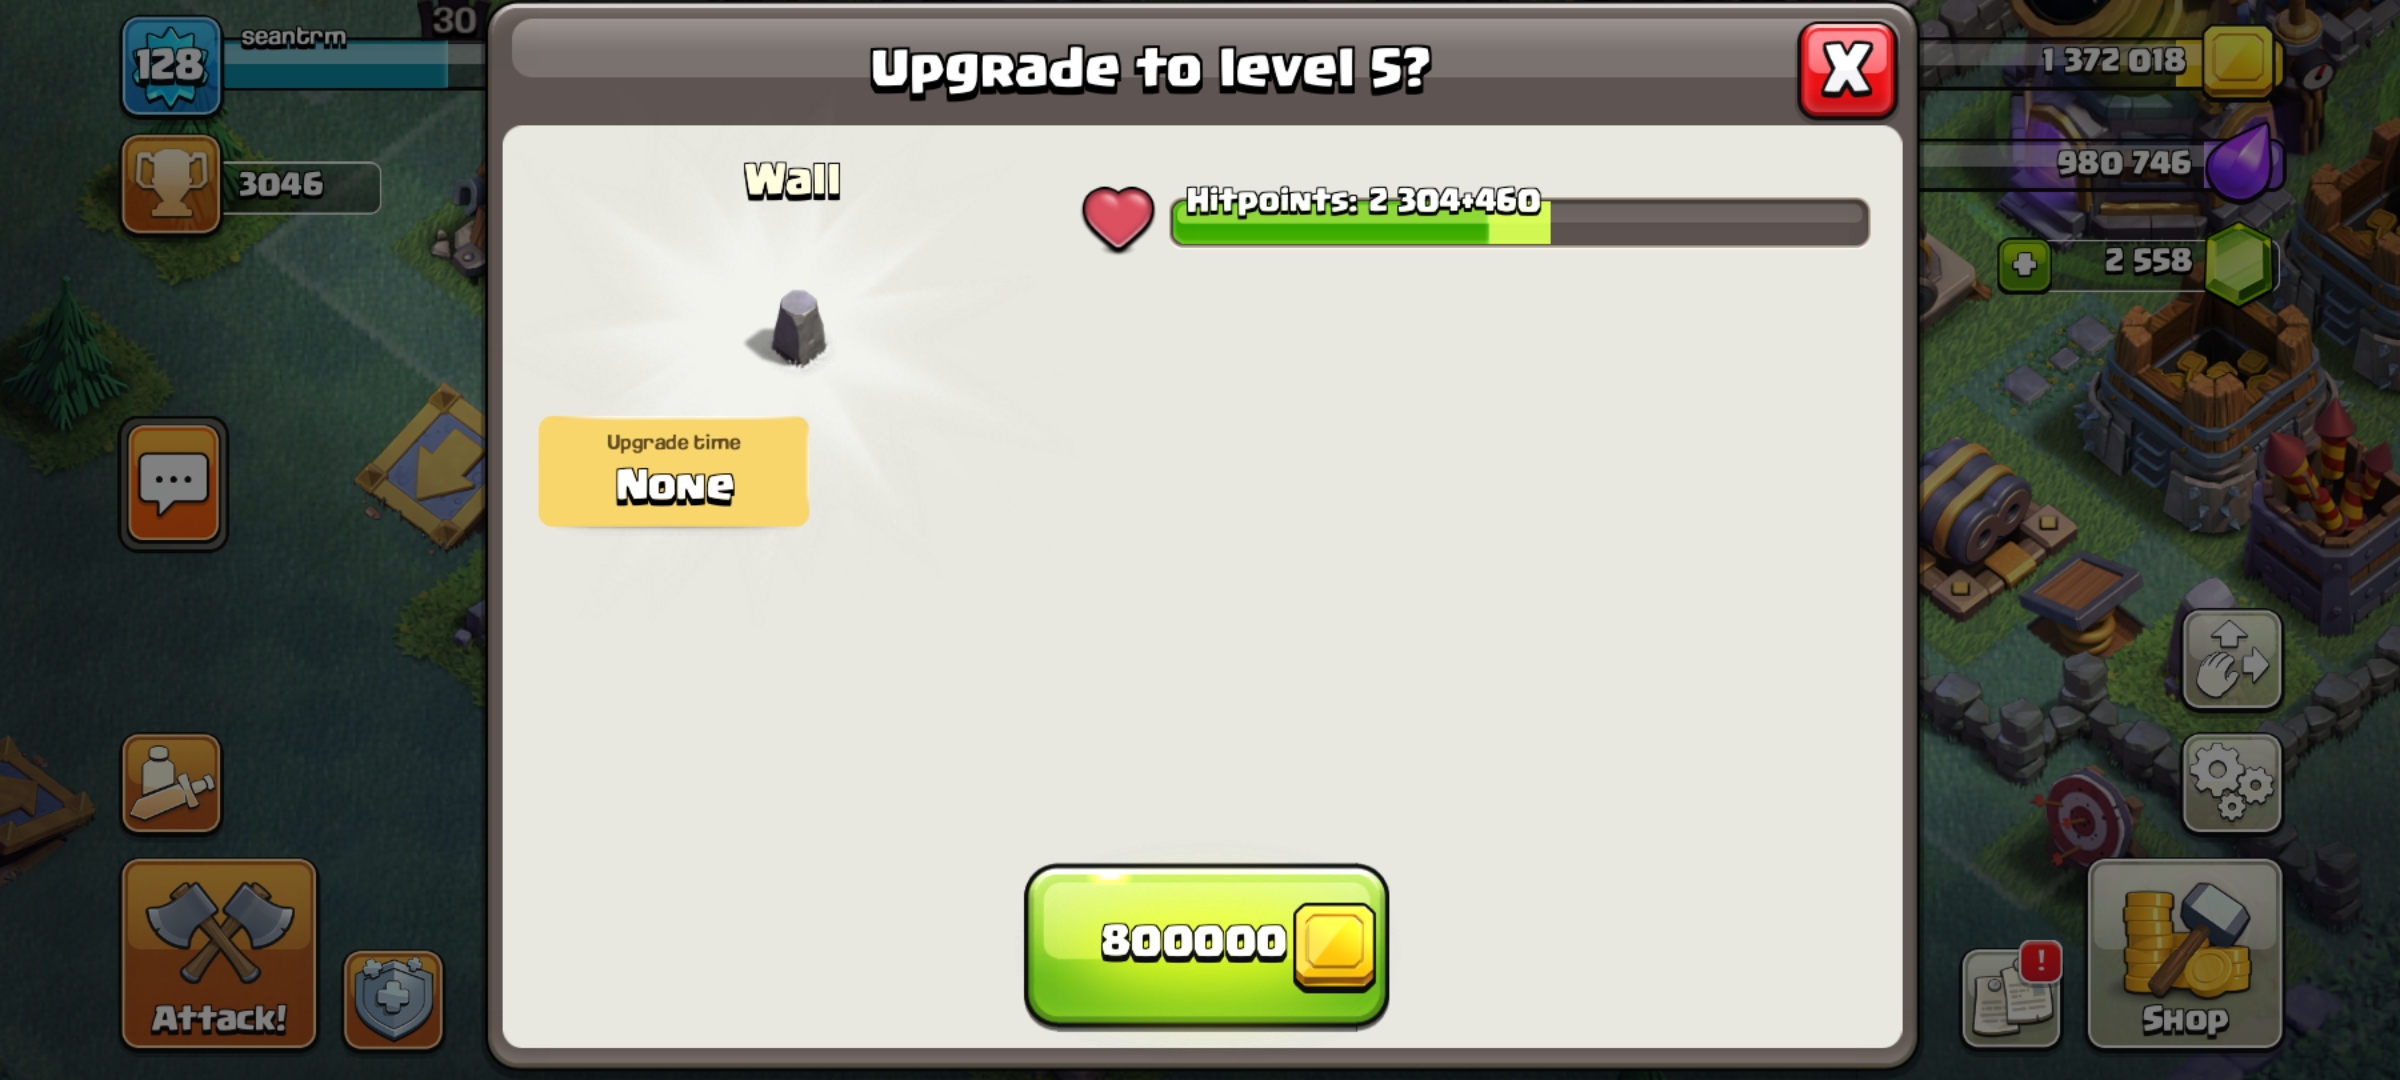 30
seantrm
128
3046
Upgrade to level 5?
X
1 372 018
980 746
2 558
Wall
Hitpoints: 2 304+460
Upgrade time
None
800000
Attack!
!
Shop